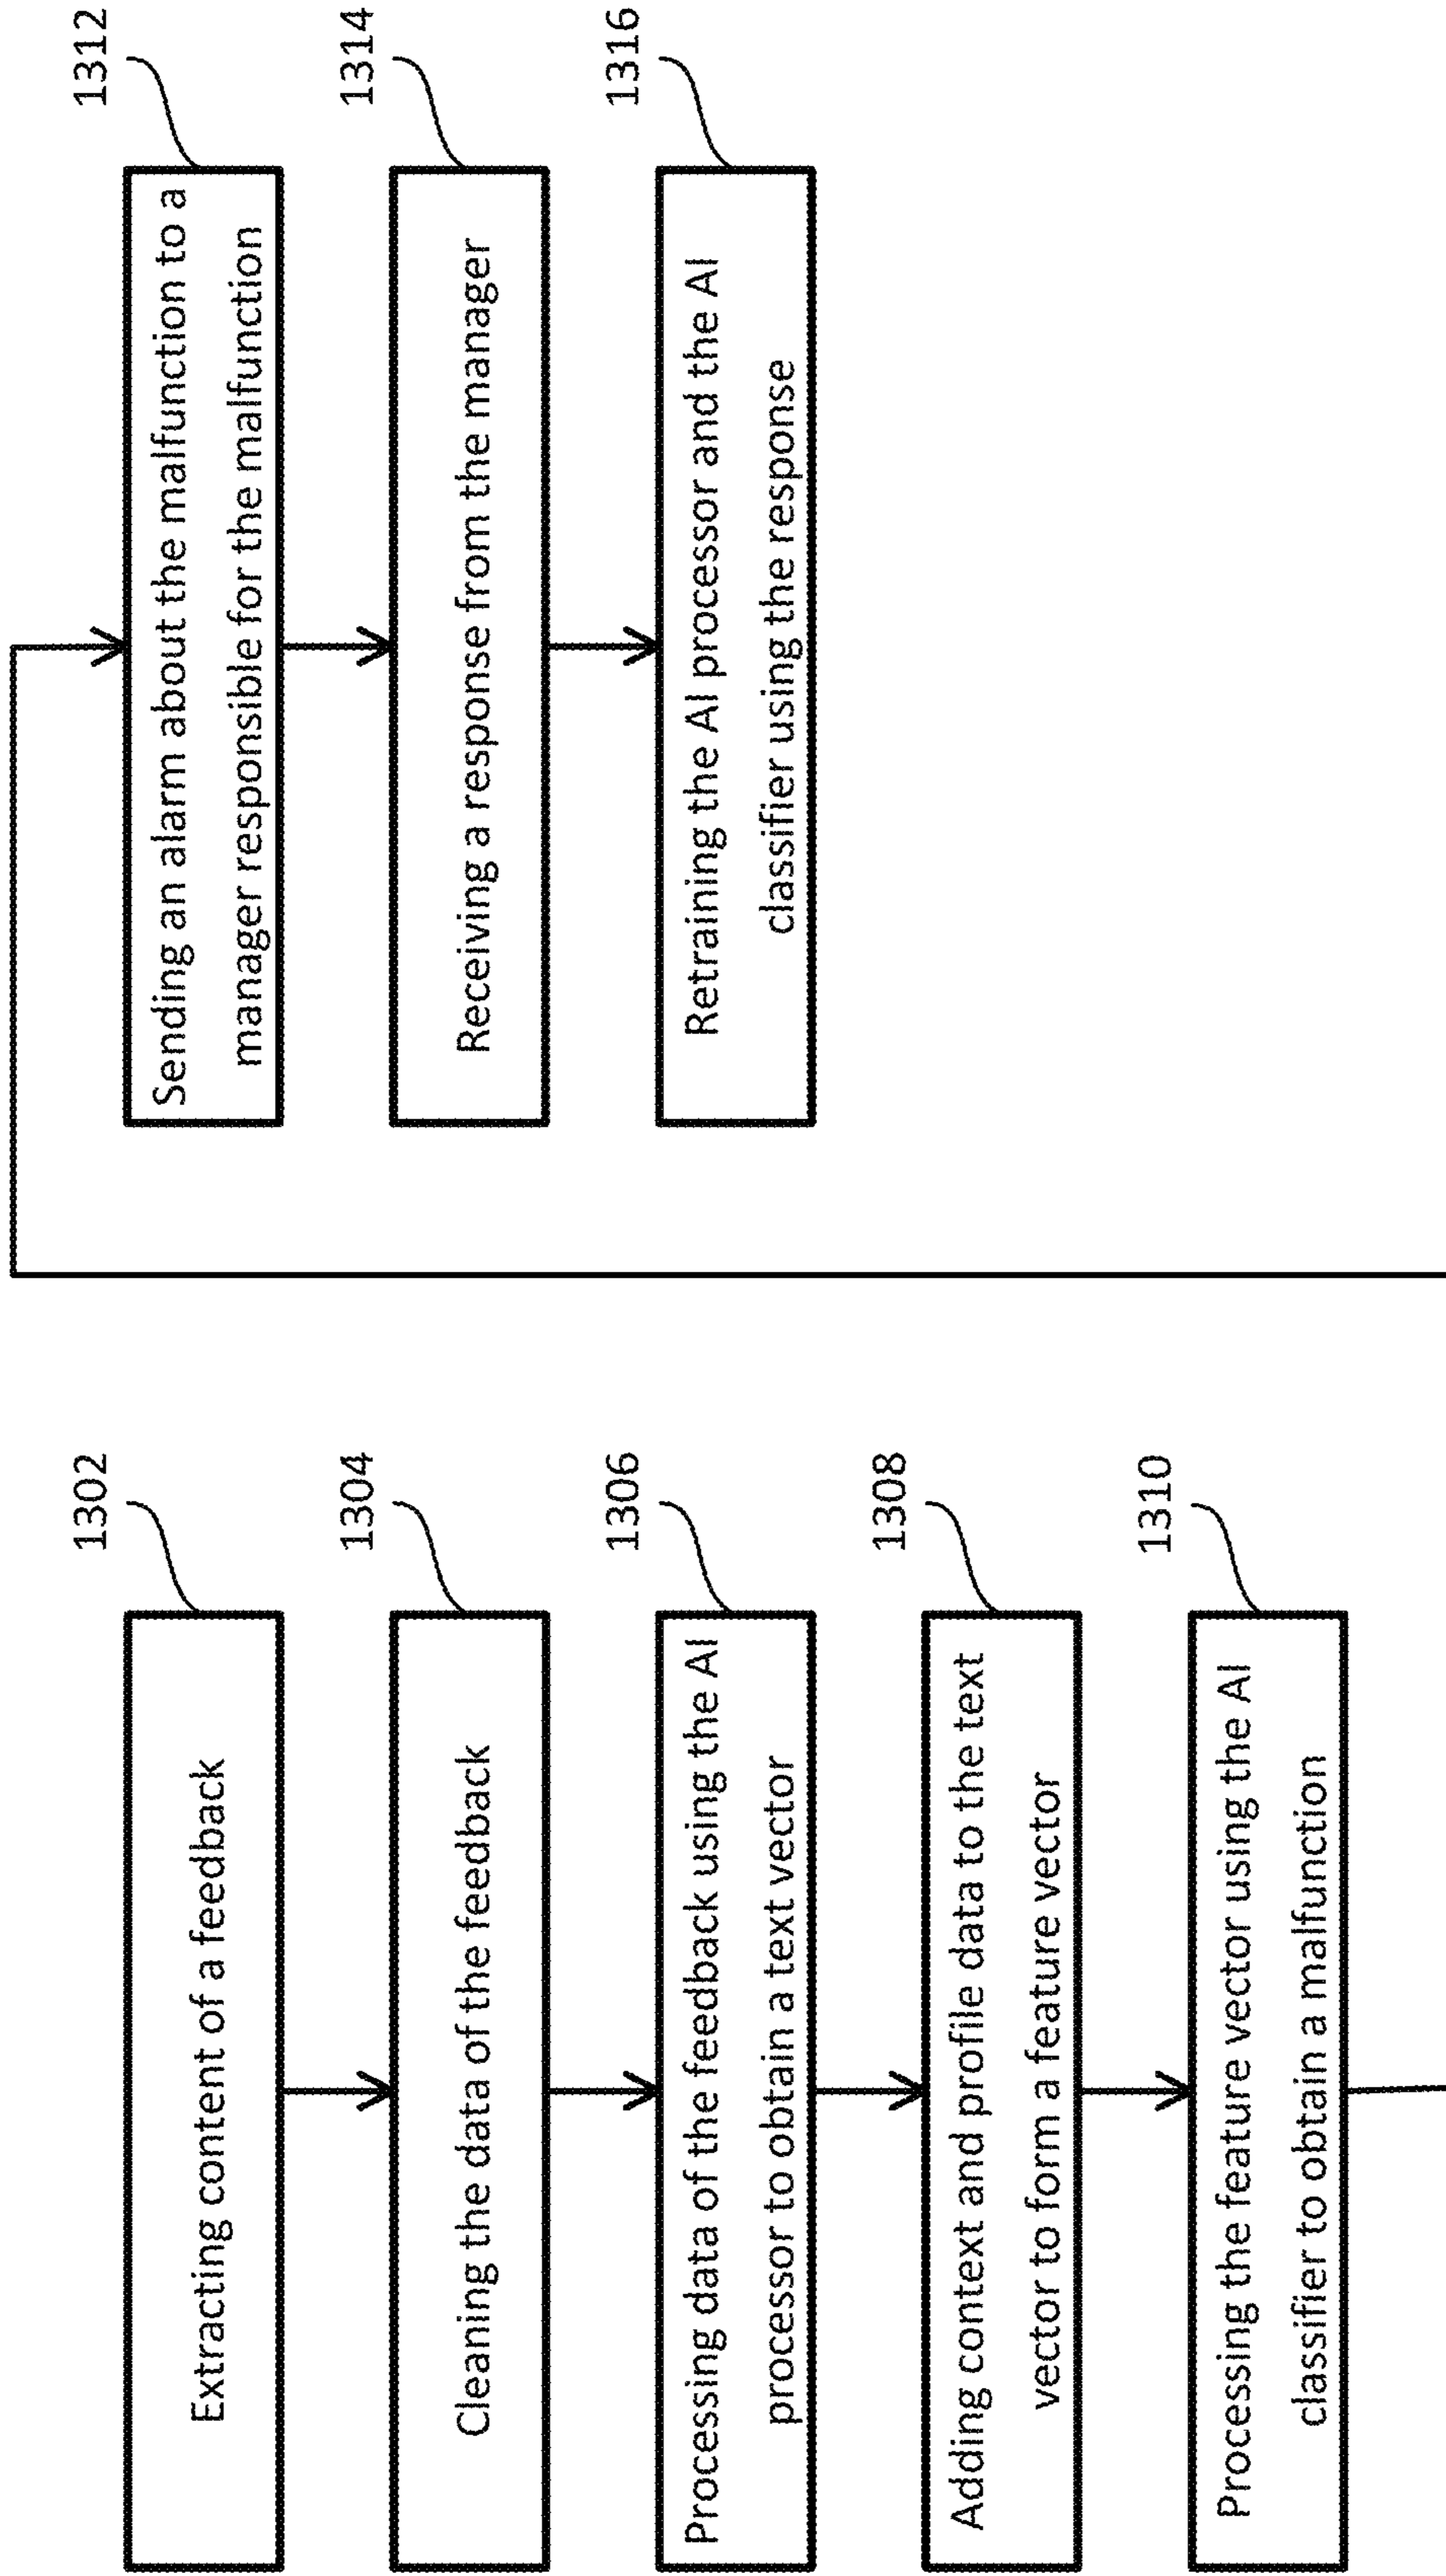 1302
Extracting content of a feedback
1304
Cleaning the data of the feedback
1306
Processing data of the feedback using the AI
processor to obtain a text vector
1308
Adding context and profile data to the text
vector to form a feature vector
1310
Processing the feature vector using the AI
classifier to obtain a malfunction
1312
Sending an alarm about the malfunction to a
manager responsible for the malfunction
1314
Receiving a response from the manager
1316
Retraining the AI processor and the AI
classifier using the response